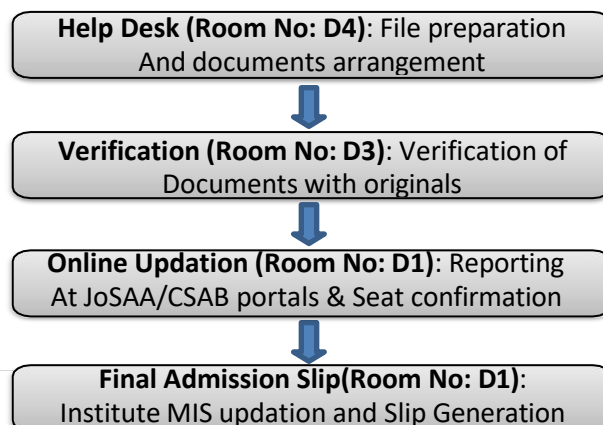 Help Desk (Room No: D4): File preparation
And documents arrangement
Verification (Room No: D3): Verification of
Documents with originals
Online Updation (Room No: D1): Reporting
At JoSAA/CSAB portals & Seat confirmation
Final Admission Slip(Room No: D1):
Institute MIS updation and Slip Generation